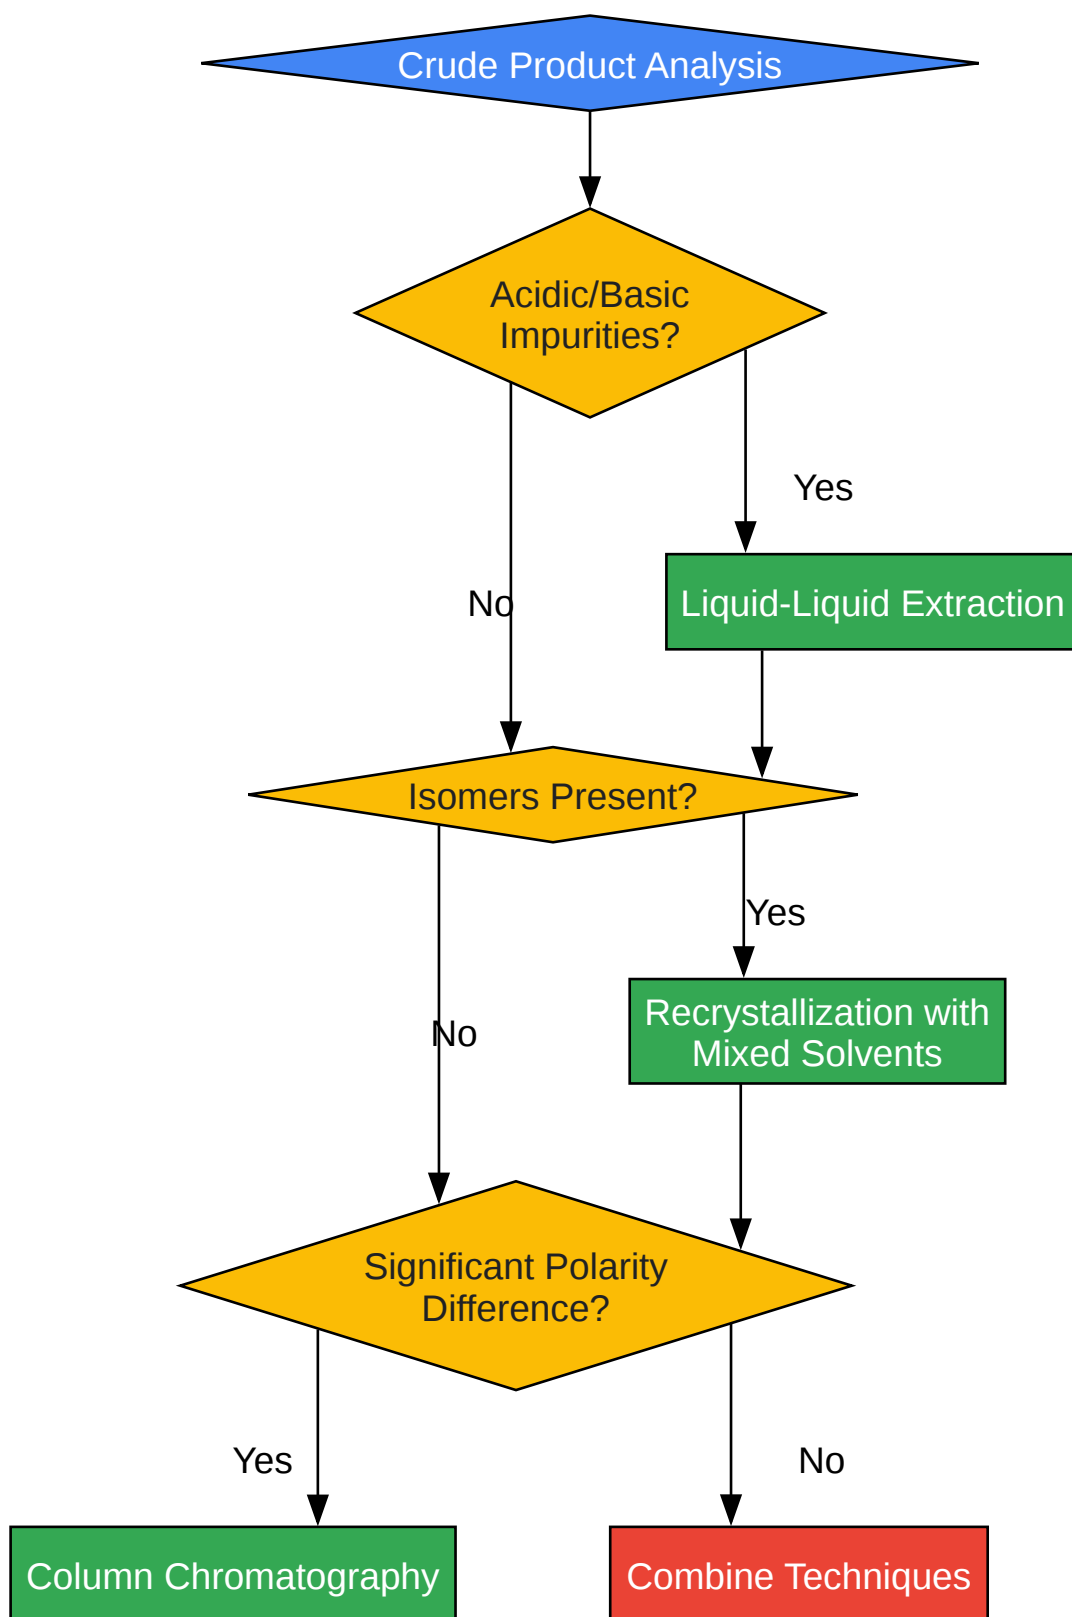 Crude Product Analysis
Acidic/Basic
Impurities?
Yes
No
Liquid-Liquid Extraction
Isomers Present?
Yes
No
Recrystallization with
Mixed Solvents
Significant Polarity
Difference?
Yes
No
Column Chromatography
Combine Techniques